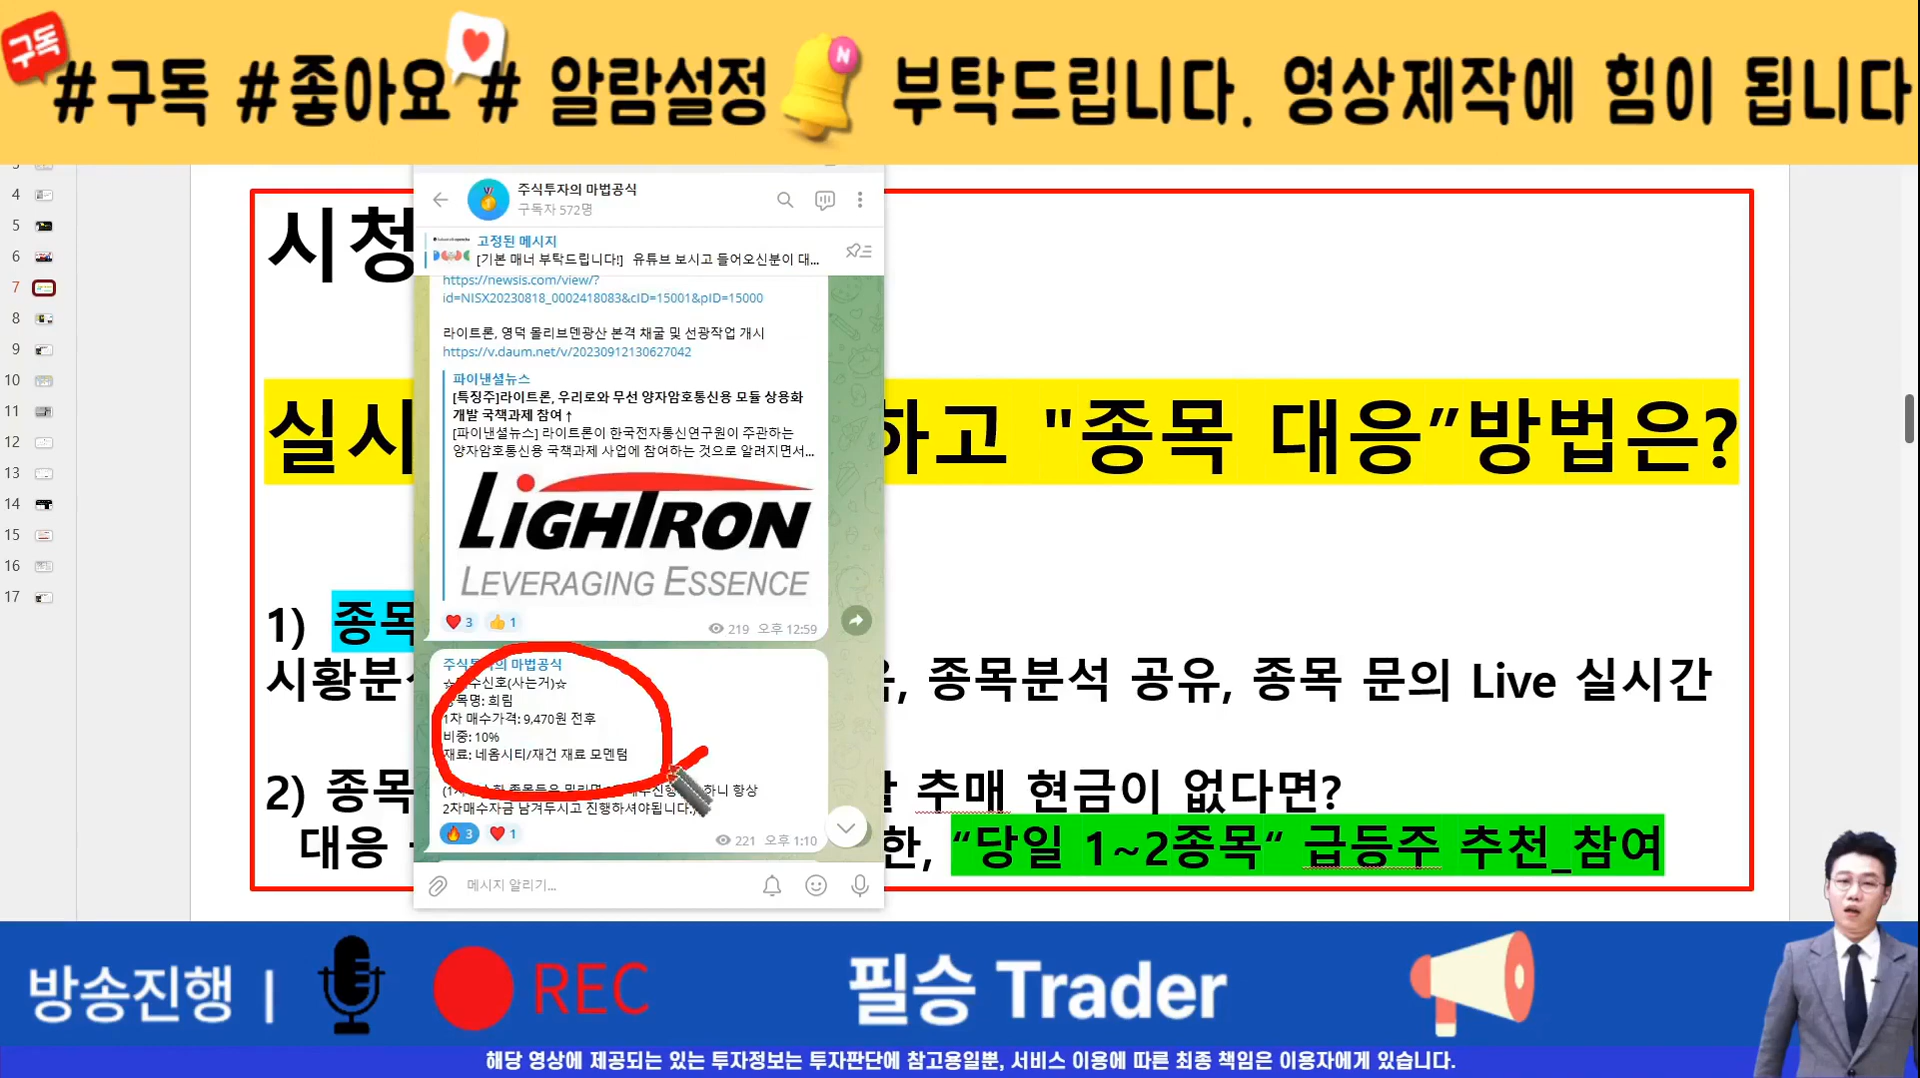 구독
#구독 #좋아요 # 알람설정 N 부탁드립니다. 영상제작에 힘이 됩니다
4
5
6
7
8
9
10
11
12
13
14
15
16
17
주식투자의 마법공식
구독자 572명
고정된 메시지
[기본 매너 부탁드립니다!] 유튜브 보시고 들어오신분이 대...
https://newsis.com/view/?
id=NISX20230818_0002418083&cID=15001&pID=15000
라이트론, 영덕 몰리브덴광산 본격 채굴 및 선광작업 개시
https://v.daum.net/v/20230912130627042
파이낸셜뉴스
[특징주]라이트론, 우리로와 무선 양자암호통신용 모듈 상용화
개발 국책과제 참여↑
[파이낸셜뉴스] 라이트론이 한국전자통신연구원이 주관하는
양자암호통신용 국책과제 사업에 참여하는 것으로 알려지면서...
LIGHTRON
LEVERAGING ESSENCE
3 1
219 오후 12:59
주식투자의 마법공식
☆매수신호(사는거)☆
종목명: 희림
1차 매수가격: 9,470원 전후
비중: 10%
재료: 네옴시티/재건 재료 모멘텀
하니 항상
2차매수자금 남겨두시고 진행하셔야됩니다.)
3 1
221 오후 1:10
메시지 알리기...
시청
실시 하고 "종목 대응”방법은?
1) 종목
시황분 , 종목분석 공유, 종목 문의 Live 실시간
2) 종목 추매 현금이 없다면?
대응 한, “당일 1~2종목“ 급등주 추천_참여
방송진행 | REC 필승 Trader
해당 영상에 제공되는 있는 투자정보는 투자판단에 참고용일뿐, 서비스 이용에 따른 최종 책임은 이용자에게 있습니다.